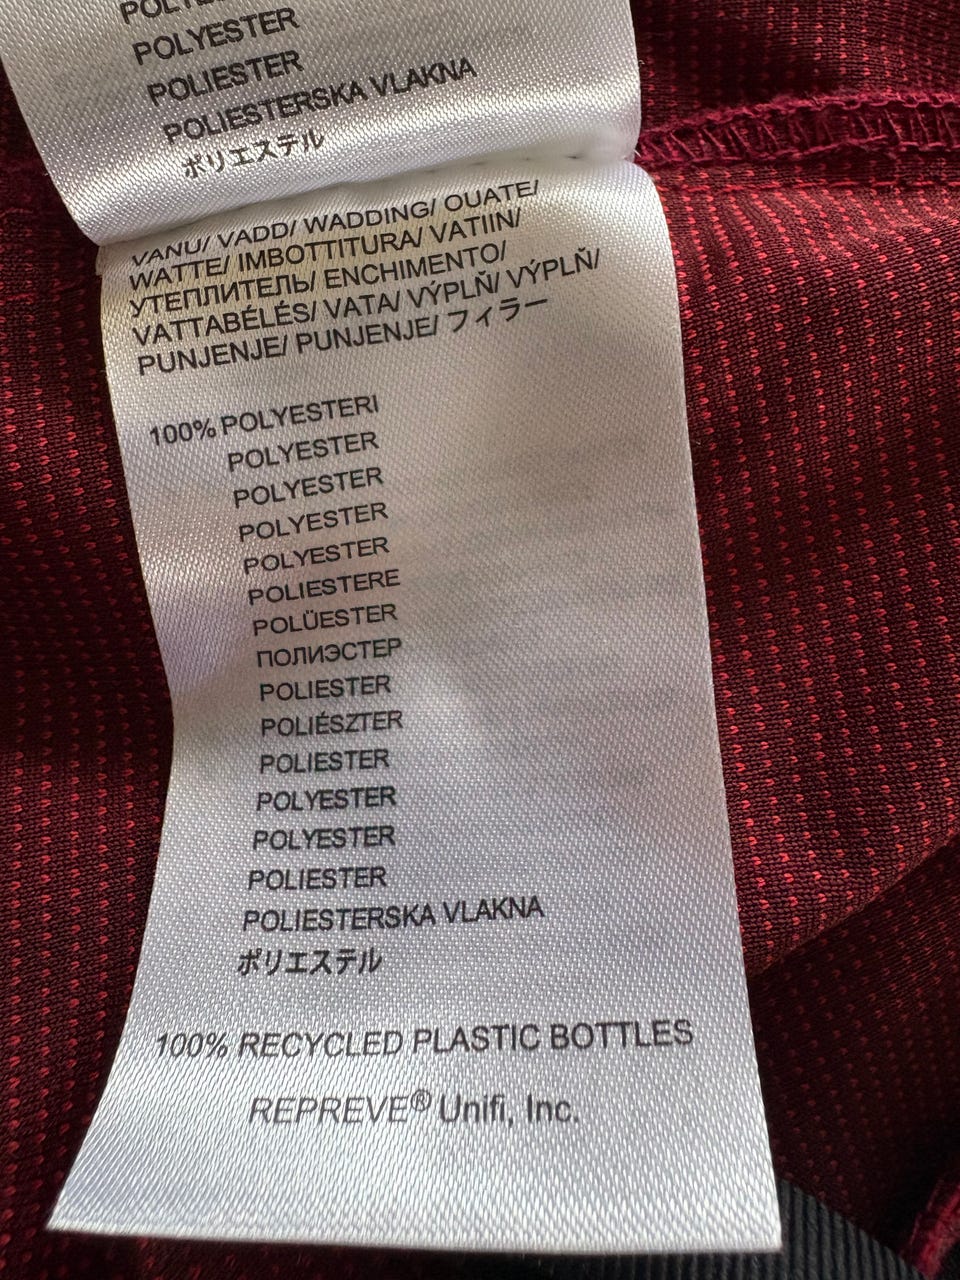 POLYESTER
POLIESTER
POLIESTERSKA VLAKNA
ポリエステル
VANU/ VADD/ WADDING/ OUATE/
WATTE/ IMBOTTITURA/ VATIIN/
УТЕПЛИТЕЛЬ/ ENCHIMENTO/
VATTABÉLÉS/ VATA/ VÝPLŇ/ VÝPLŇ/
PUNJENJE/ PUNJENJE/ フィラー
100% POLYESTERI
POLYESTER
POLYESTER
POLYESTER
POLYESTER
POLIESTERE
POLÜESTER
ПОЛИЭСТЕР
POLIESTER
POLIÉSZTER
POLIESTER
POLYESTER
POLYESTER
POLIESTER
POLIESTERSKA VLAKNA
ポリエステル
100% RECYCLED PLASTIC BOTTLES
REPREVE® Unifi, Inc.